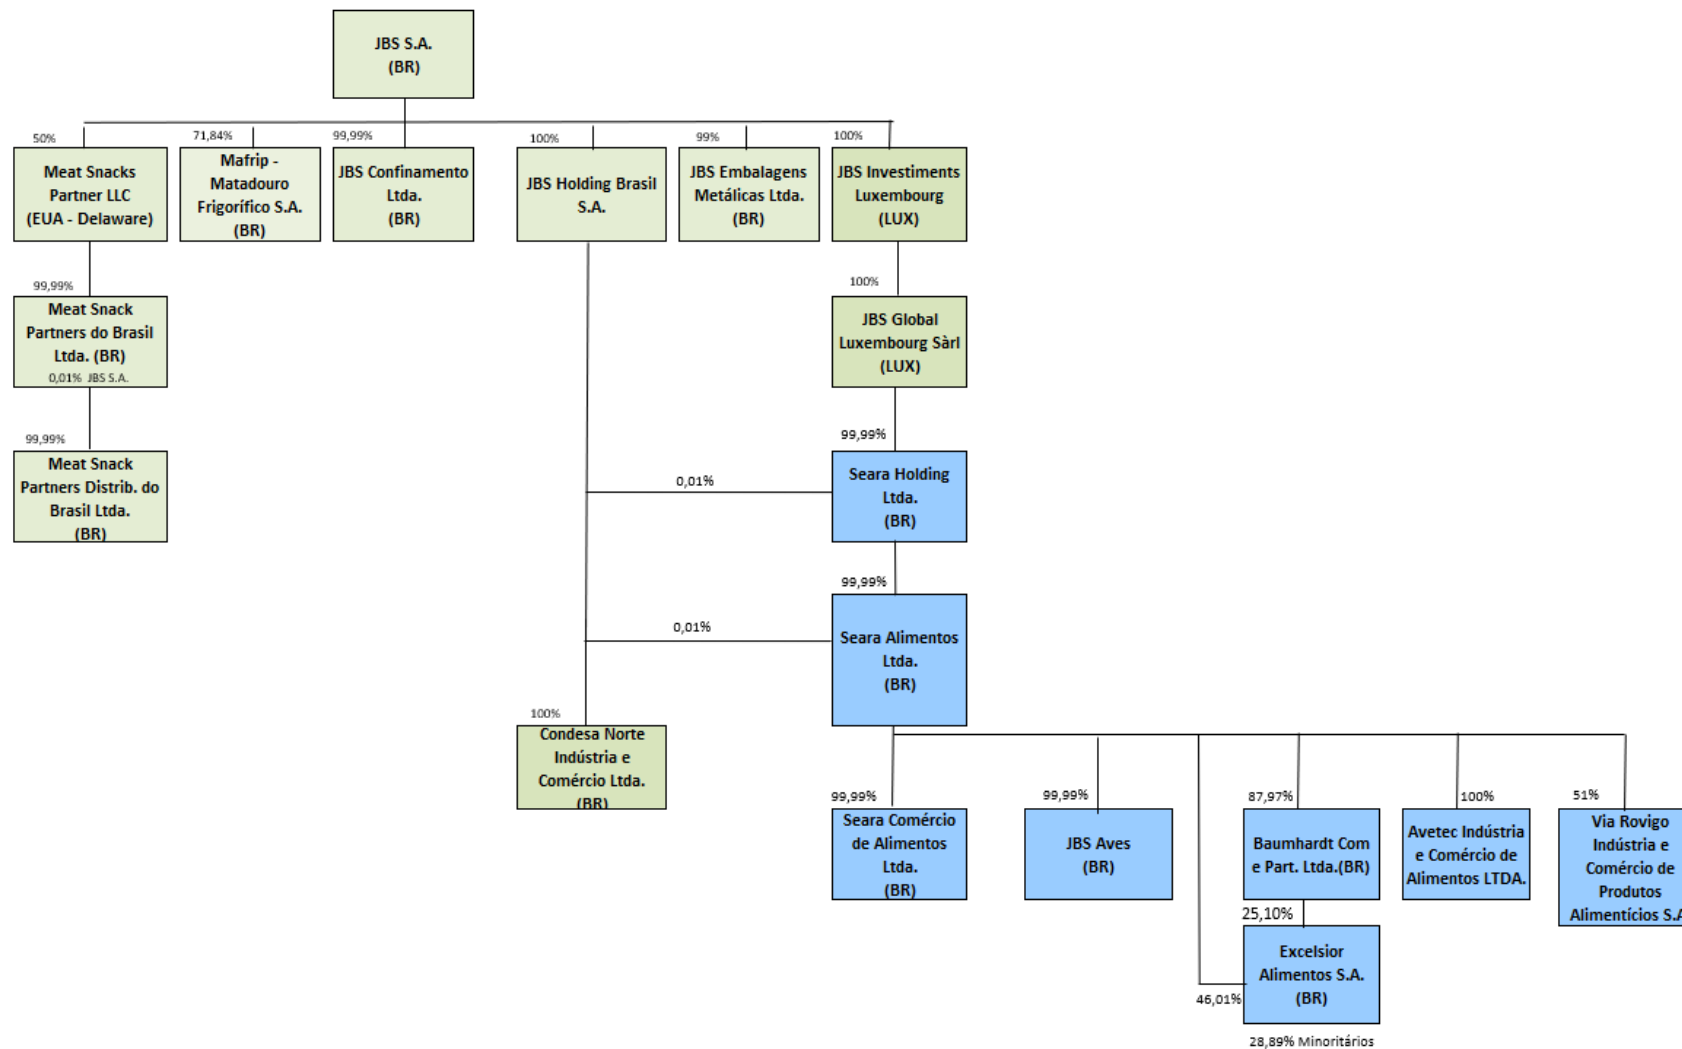 JBS S.A.
(BR)
50%
71,84%
99,99%
100%
99%
100%
Meat Snacks
Partner LLC
(EUA - Delaware)
Mafrip -
Matadouro
Frigorífico S.A.
(BR)
JBS Confinamento
Ltda.
(BR)
JBS Holding Brasil
S.A.
JBS Embalagens
Metálicas Ltda.
(BR)
JBS Investiments
Luxembourg
(LUX)
99,99%
100%
Meat Snack
Partners do Brasil
Ltda. (BR)
0,01% JBS S.A.
JBS Global
Luxembourg Sàrl
(LUX)
99,99%
99,99%
Meat Snack
Partners Distrib. do
Brasil Ltda.
(BR)
0,01%
Seara Holding
Ltda.
(BR)
99,99%
0,01%
Seara Alimentos
Ltda.
(BR)
100%
Condesa Norte
Indústria e
Comércio Ltda.
(BR)
99,99%
99,99%
87,97%
100%
51%
Seara Comércio
de Alimentos
Ltda.
(BR)
JBS Aves
(BR)
Baumhardt Com
e Part. Ltda.(BR)
Avetec Indústria
e Comércio de
Alimentos LTDA.
Via Rovigo
Indústria e
Comércio de
Produtos
Alimentícios S.A
25,10%
Excelsior
Alimentos S.A.
(BR)
46,01%
28,89% Minoritários